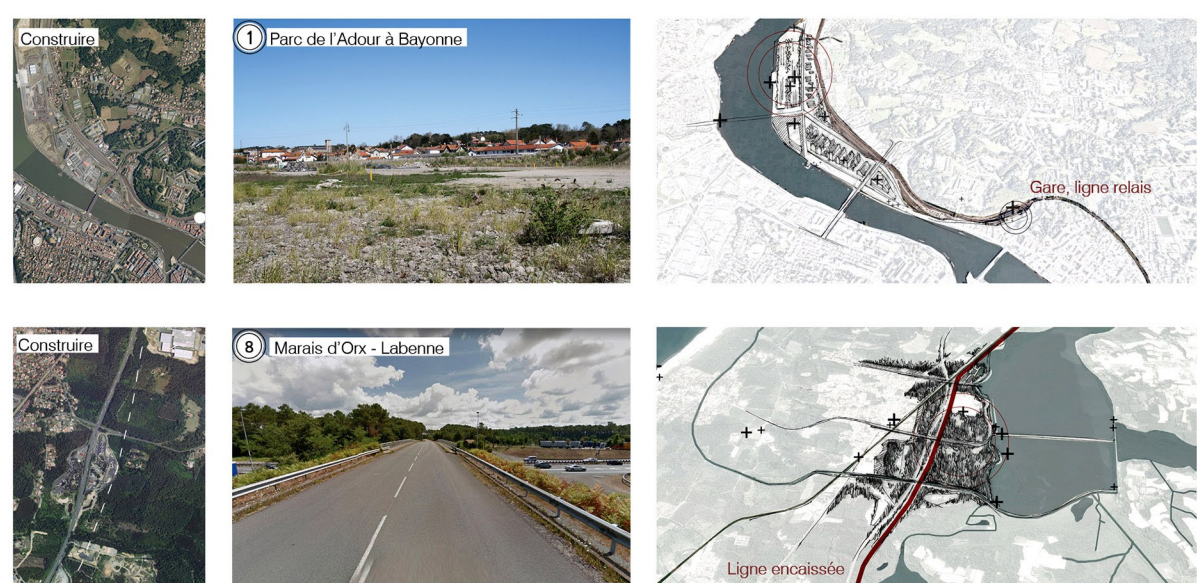 Construire
1 Parc de l'Adour à Bayonne
Gare, ligne relais
Construire
8 Marais d'Orx - Labenne
Ligne encaissée